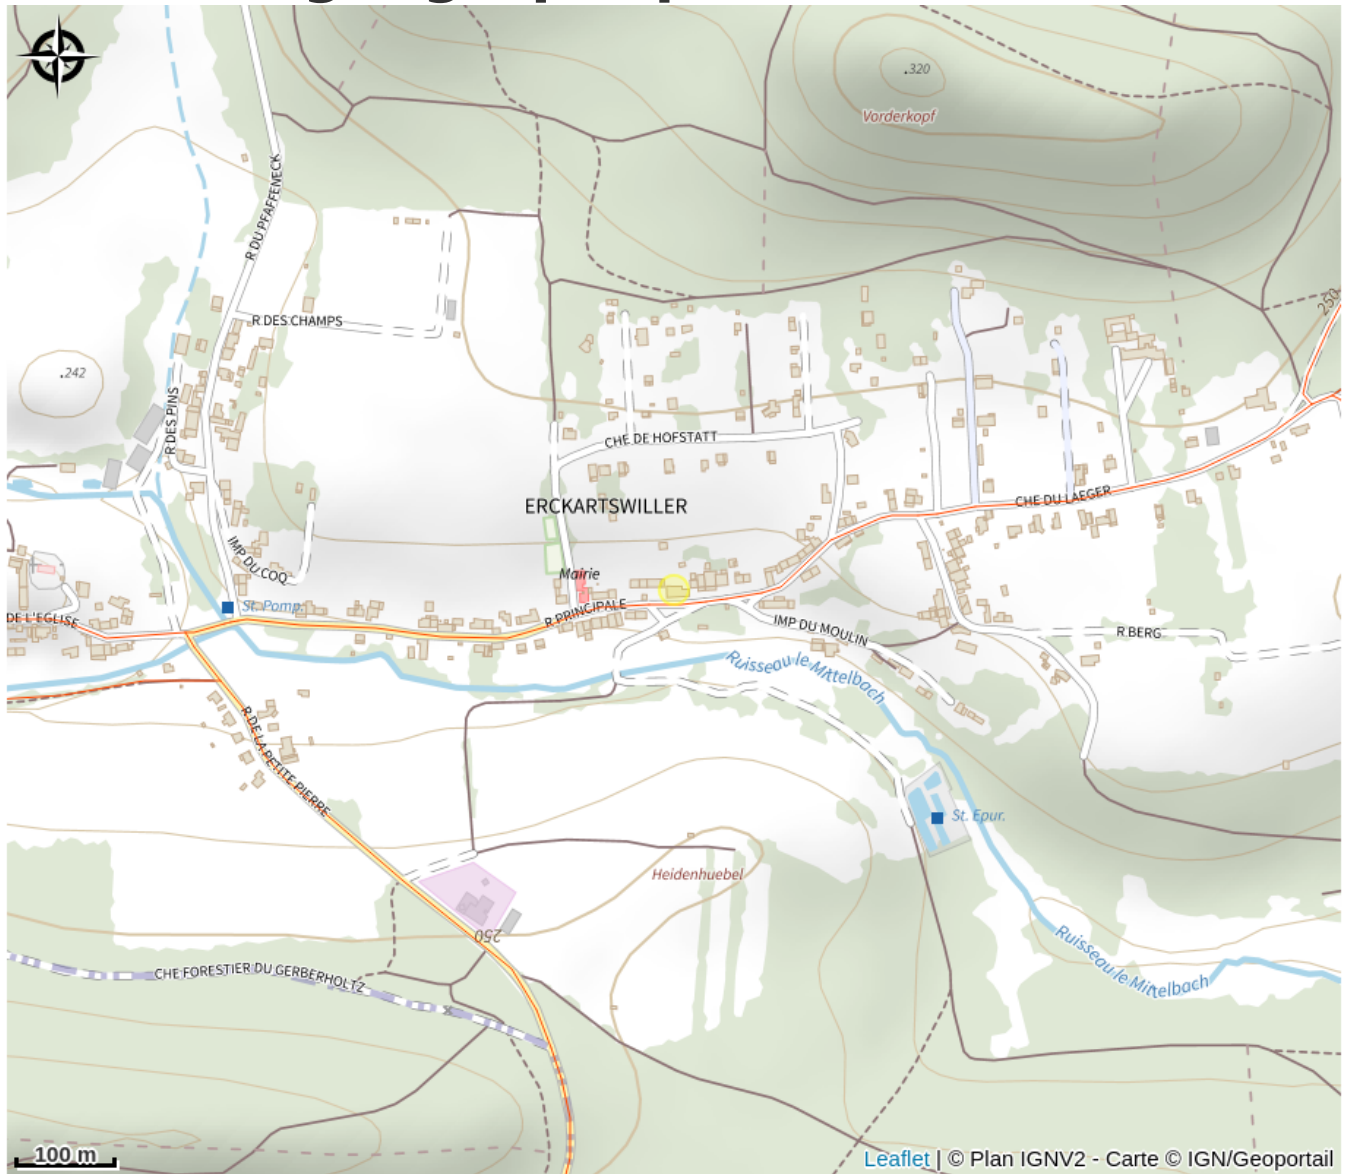 .320
Vorderkopf
R DU PFAFFENECK
250
R DES CHAMPS
.242
R DES PINS
CHE DE HOFSTATT
CHE DU LAEGER
ERCKARTSWILLER
IMP DU COQ
Mairie
St. Pomp.
DE L'EGLISE
R PRINCIPALE
IMP DU MOULIN
R BERG
Ruisseau le Mittelbach
R DE LA PETITE PIERRE
St. Epur.
Heidenhuebel
250
Ruisseau le Mittelbach
CHE FORESTIER DU GERBERHOLTZ
100 m
Leaflet | © Plan IGNV2 - Carte © IGN/Geoportail